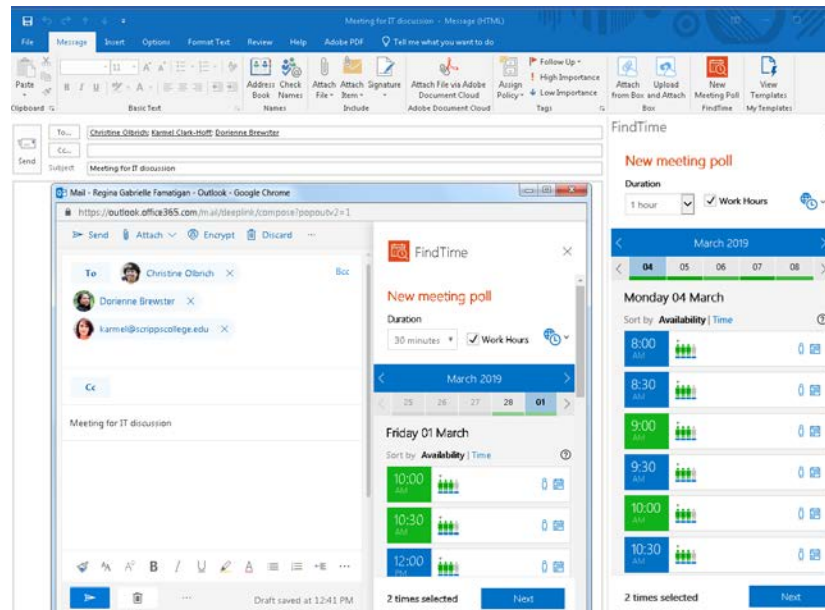 Meeting for IT discussion - Message (HTML)
File Message Insert Options Format Text Review Help Adobe PDF Tell me what you want to do
Paste
11
B I U
Address Book
Check Names
Attach File
Attach Item
Signature
Attach File via Adobe Document Cloud
Assign Policy
Follow Up
! High Importance
Low Importance
Attach from Box
Upload and Attach
New Meeting Poll
View Templates
Clipboard Basic Text Names Include Adobe Document Cloud Tags Box FindTime My Templates
Send
To... Christine Olbrich; Karmel Clark-Hoff; Dorienne Brewster
Cc...
Subject Meeting for IT discussion
Mail - Regina Gabrielle Famatigan - Outlook - Google Chrome
https://outlook.office365.com/mail/deeplink/compose?popoutv2=1
Send Attach Encrypt Discard ...
To Christine Olbrich Bcc
Dorienne Brewster
karmel@scrippscollege.edu
Cc
Meeting for IT discussion
B I U A
Draft saved at 12:41 PM
FindTime
New meeting poll
Duration
30 minutes Work Hours
March 2019
25 26 27 28 01
Friday 01 March
Sort by Availability | Time
10:00 AM
10:30 AM
12:00 PM
2 times selected Next
FindTime
New meeting poll
Duration
1 hour Work Hours
March 2019
04 05 06 07 08
Monday 04 March
Sort by Availability | Time
8:00 AM
8:30 AM
9:00 AM
9:30 AM
10:00 AM
10:30 AM
2 times selected Next